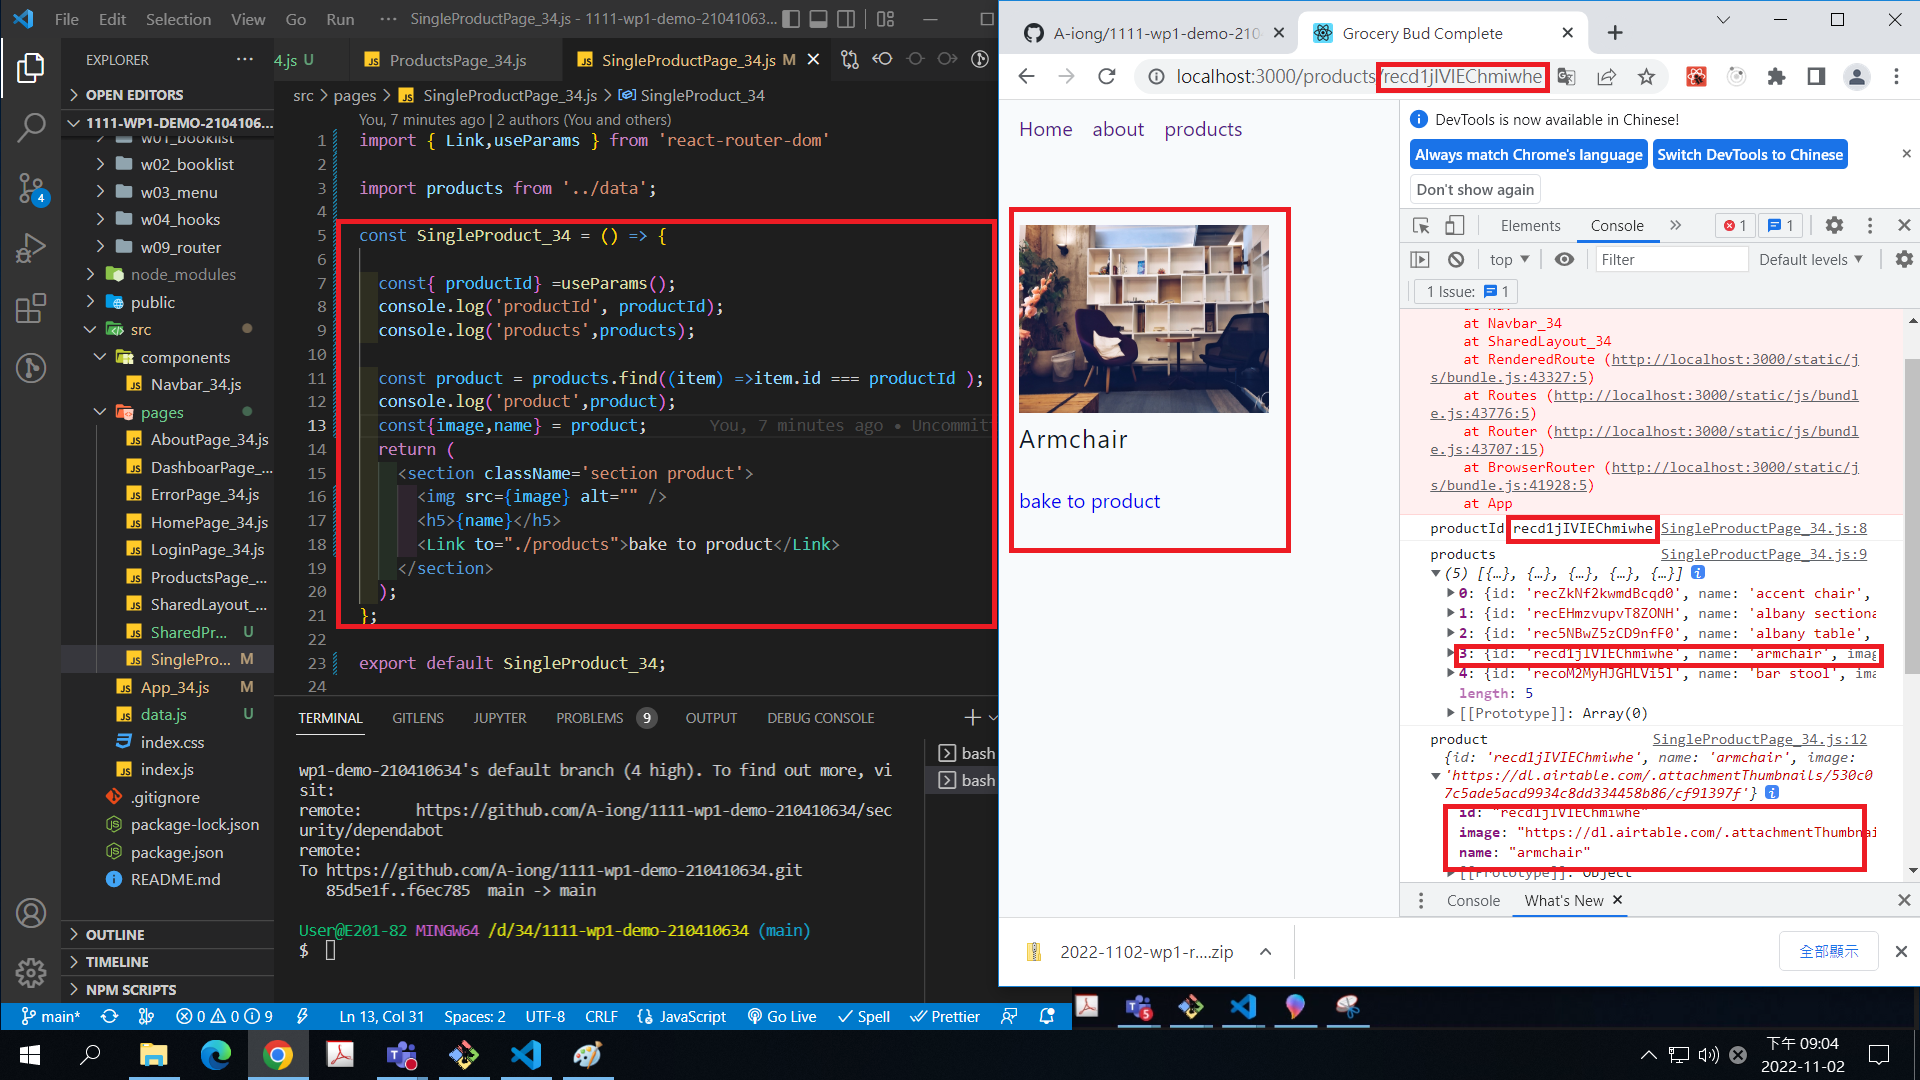 File Edit Selection View Go Run ··· SingleProductPage_34.js - 1111-wp1-demo-21041063...
EXPLORER ···
OPEN EDITORS
1111-WP1-DEMO-2104106...
w01_booklist
w02_booklist
w03_menu
w04_hooks
w09_router
node_modules
public
src
components
Navbar_34.js
pages
AboutPage_34.js
DashboarPage_...
ErrorPage_34.js
HomePage_34.js
LoginPage_34.js
ProductsPage_...
SharedLayout_...
SharedPr... U
SinglePro... M
App_34.js M
data.js U
index.css
index.js
.gitignore
package-lock.json
package.json
README.md
OUTLINE
TIMELINE
NPM SCRIPTS
4
4.js U ProductsPage_34.js SingleProductPage_34.js M
src > pages > SingleProductPage_34.js > SingleProduct_34
You, 7 minutes ago | 2 authors (You and others)
1 import { Link,useParams } from 'react-router-dom'
2
3 import products from '../data';
4
5 const SingleProduct_34 = () => {
6
7 const{ productId} =useParams();
8 console.log('productId', productId);
9 console.log('products',products);
10
11 const product = products.find((item) =>item.id === productId );
12 console.log('product',product);
13 const{image,name} = product; You, 7 minutes ago • Uncommitt
14 return (
15 <section className='section product'>
16 <img src={image} alt="" />
17 <h5>{name}</h5>
18 <Link to="./products">bake to product</Link>
19 </section>
20 );
21 };
22
23 export default SingleProduct_34;
24
TERMINAL GITLENS JUPYTER PROBLEMS 9 OUTPUT DEBUG CONSOLE
bash
bash
wp1-demo-210410634's default branch (4 high). To find out more, vi
sit:
remote: https://github.com/A-iong/1111-wp1-demo-210410634/sec
urity/dependabot
remote:
To https://github.com/A-iong/1111-wp1-demo-210410634.git
85d5e1f..f6ec785 main -> main
User@E201-82 MINGW64 /d/34/1111-wp1-demo-210410634 (main)
$
main* 0 0 9 Ln 13, Col 31 Spaces: 2 UTF-8 CRLF JavaScript Go Live Spell Prettier
A-iong/1111-wp1-demo-210 Grocery Bud Complete
localhost:3000/products/recd1jIVIEChmiwhe
Home about products
Armchair
bake to product
DevTools is now available in Chinese!
Always match Chrome's language Switch DevTools to Chinese
Don't show again
Elements Console 1 1
top Filter Default levels
1 Issue: 1
at Navbar_34
at SharedLayout_34
at RenderedRoute (http://localhost:3000/static/j
s/bundle.js:43327:5)
at Routes (http://localhost:3000/static/js/bundl
e.js:43776:5)
at Router (http://localhost:3000/static/js/bundl
e.js:43707:15)
at BrowserRouter (http://localhost:3000/static/j
s/bundle.js:41928:5)
at App
productId recd1jIVIEChmiwhe SingleProductPage_34.js:8
products SingleProductPage_34.js:9
(5) [{…}, {…}, {…}, {…}, {…}]
0: {id: 'recZkNf2kwmdBcqd0', name: 'accent chair',
1: {id: 'recEHmzvupvT8ZONH', name: 'albany sectiona
2: {id: 'rec5NBwZ5zCD9nfF0', name: 'albany table',
3: {id: 'recd1jIVIEChmiwhe', name: 'armchair', imag
4: {id: 'recoM2MyHJGHLVi5l', name: 'bar stool', ima
length: 5
[[Prototype]]: Array(0)
product SingleProductPage_34.js:12
{id: 'recd1jIVIEChmiwhe', name: 'armchair', image:
'https://dl.airtable.com/.attachmentThumbnails/530c0
7c5ade5acd9934c8dd334458b86/cf91397f'}
id: "recd1jIVIEChmiwhe"
image: "https://dl.airtable.com/.attachmentThumbnai
name: "armchair"
[[Prototype]]: Object
Console What's New
2022-1102-wp1-r....zip 全部顯示
下午 09:04
2022-11-02